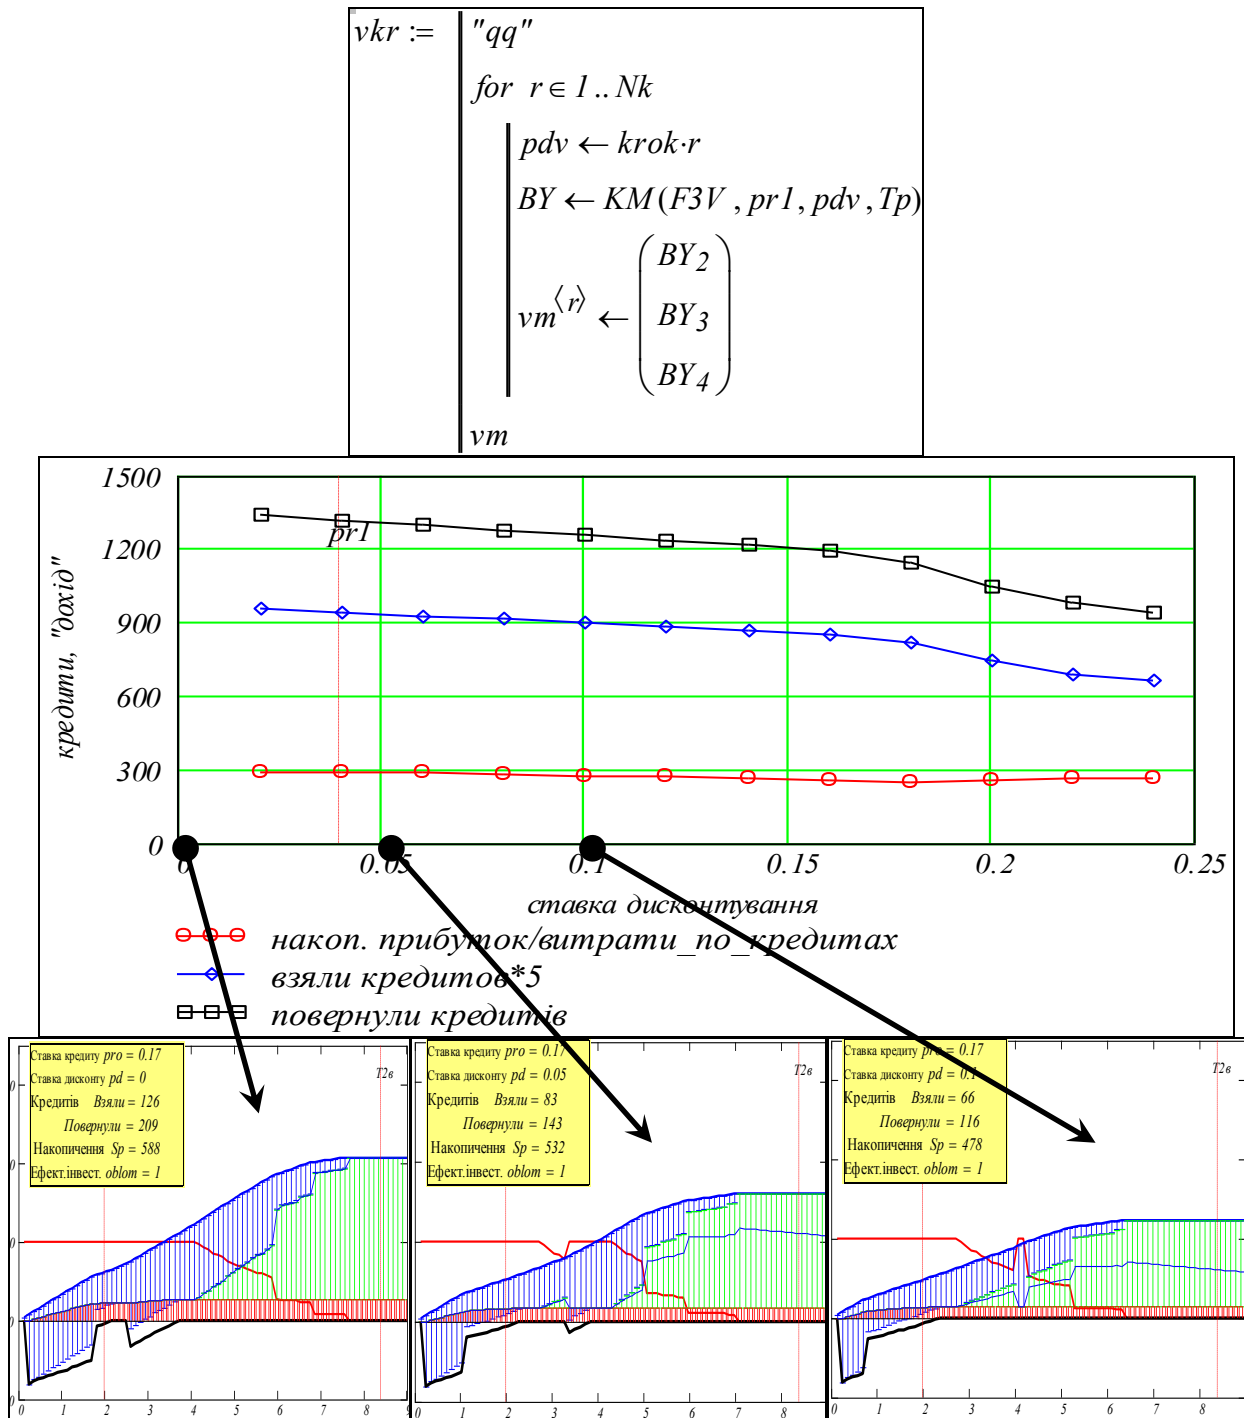 vkr := "qq"
for r ∈ 1 .. Nk
pdv ← krok·r
BY ← KM(F3V , pr1, pdv , Tp)
BY2
vm⟨r⟩ ← BY3
BY4
vm
1500
1200
900
600
300
0
кредити, "дохід"
pr1
0 0.05 0.1 0.15 0.2 0.25
ставка дисконтування
накоп. прибуток/витрати_по_кредитах
взяли кредитов*5
повернули кредитів
Ставка кредиту pro = 0.17
Ставка дисконту pd = 0
Кредитів Взяли = 126
Повернули = 209
Накопичення Sp = 588
Ефект.інвест. oblom = 1
T2в
0 1 2 3 4 5 6 7 8
Ставка кредиту pro = 0.17
Ставка дисконту pd = 0.05
Кредитів Взяли = 83
Повернули = 143
Накопичення Sp = 532
Ефект.інвест. oblom = 1
T2в
0 1 2 3 4 5 6 7 8
Ставка кредиту pro = 0.17
Ставка дисконту pd = 0.1
Кредитів Взяли = 66
Повернули = 116
Накопичення Sp = 478
Ефект.інвест. oblom = 1
T2в
0 1 2 3 4 5 6 7 8